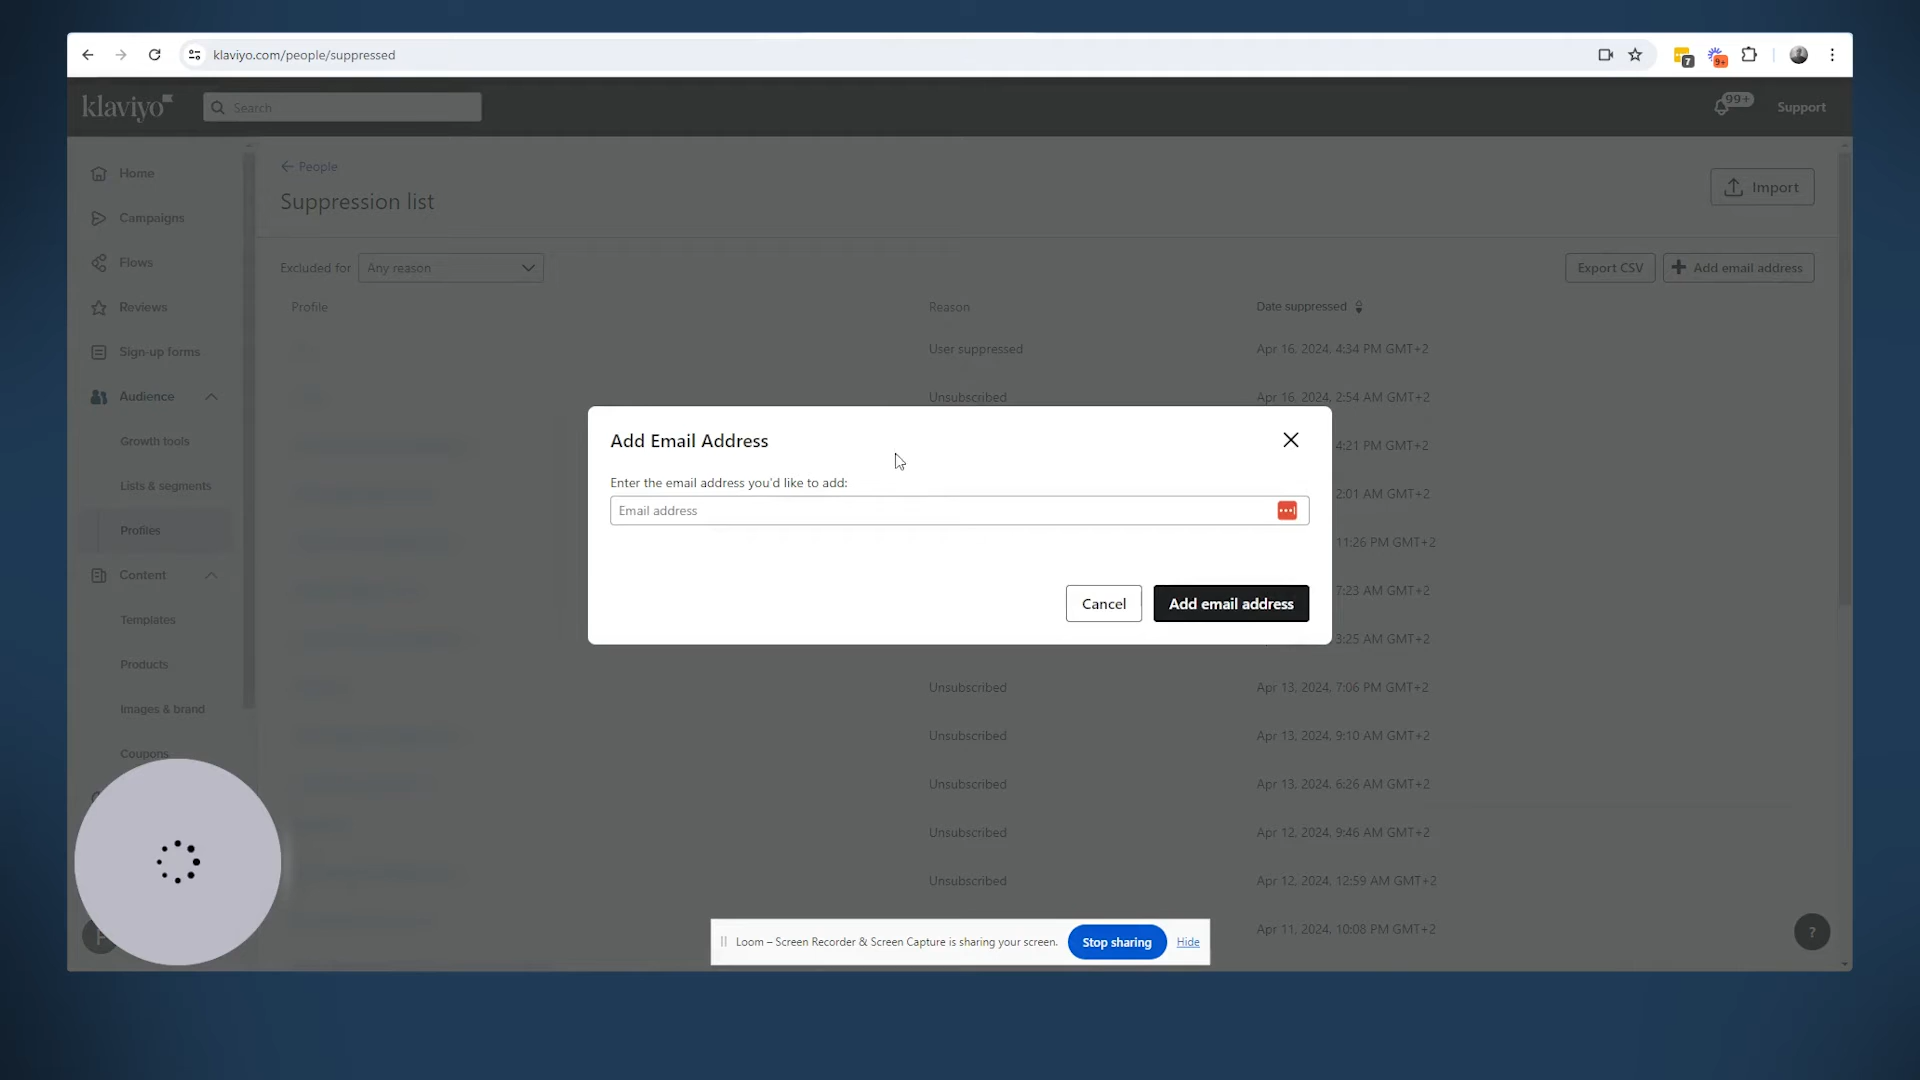 klaviyo.com/people/suppressed
7
9+
klaviyo
Search
99+
Support
Home
Campaigns
Flows
Reviews
Sign-up forms
Audience
Growth tools
Lists & segments
Profiles
Content
Templates
Products
Images & brand
Coupons
People
Suppression list
Import
Excluded for
Any reason
Export CSV
Add email address
Profile
Reason
Date suppressed
User suppressed
Apr 16, 2024, 4:34 PM GMT+2
Unsubscribed
Apr 16, 2024, 2:54 AM GMT+2
4:21 PM GMT+2
2:01 AM GMT+2
11:26 PM GMT+2
7:23 AM GMT+2
3:25 AM GMT+2
Unsubscribed
Apr 13, 2024, 7:06 PM GMT+2
Unsubscribed
Apr 13, 2024, 9:10 AM GMT+2
Unsubscribed
Apr 13, 2024, 6:26 AM GMT+2
Unsubscribed
Apr 12, 2024, 9:46 AM GMT+2
Unsubscribed
Apr 12, 2024, 12:59 AM GMT+2
Apr 11, 2024, 10:08 PM GMT+2
Add Email Address
Enter the email address you'd like to add:
Email address
Cancel
Add email address
Loom – Screen Recorder & Screen Capture is sharing your screen.
Stop sharing
Hide
?